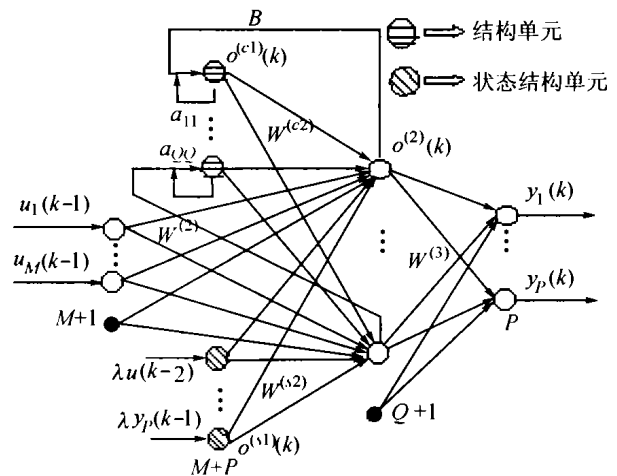 B
o^(c1)(k)
结构单元
状态结构单元
a_11
W^(c2)
o^(2)(k)
a_QQ
u_1(k-1)
W^(2)
y_1(k)
u_M(k-1)
W^(3)
y_P(k)
M+1
P
λu(k-2)
W^(s2)
λy_P(k-1)
o^(s1)(k)
Q+1
M+P